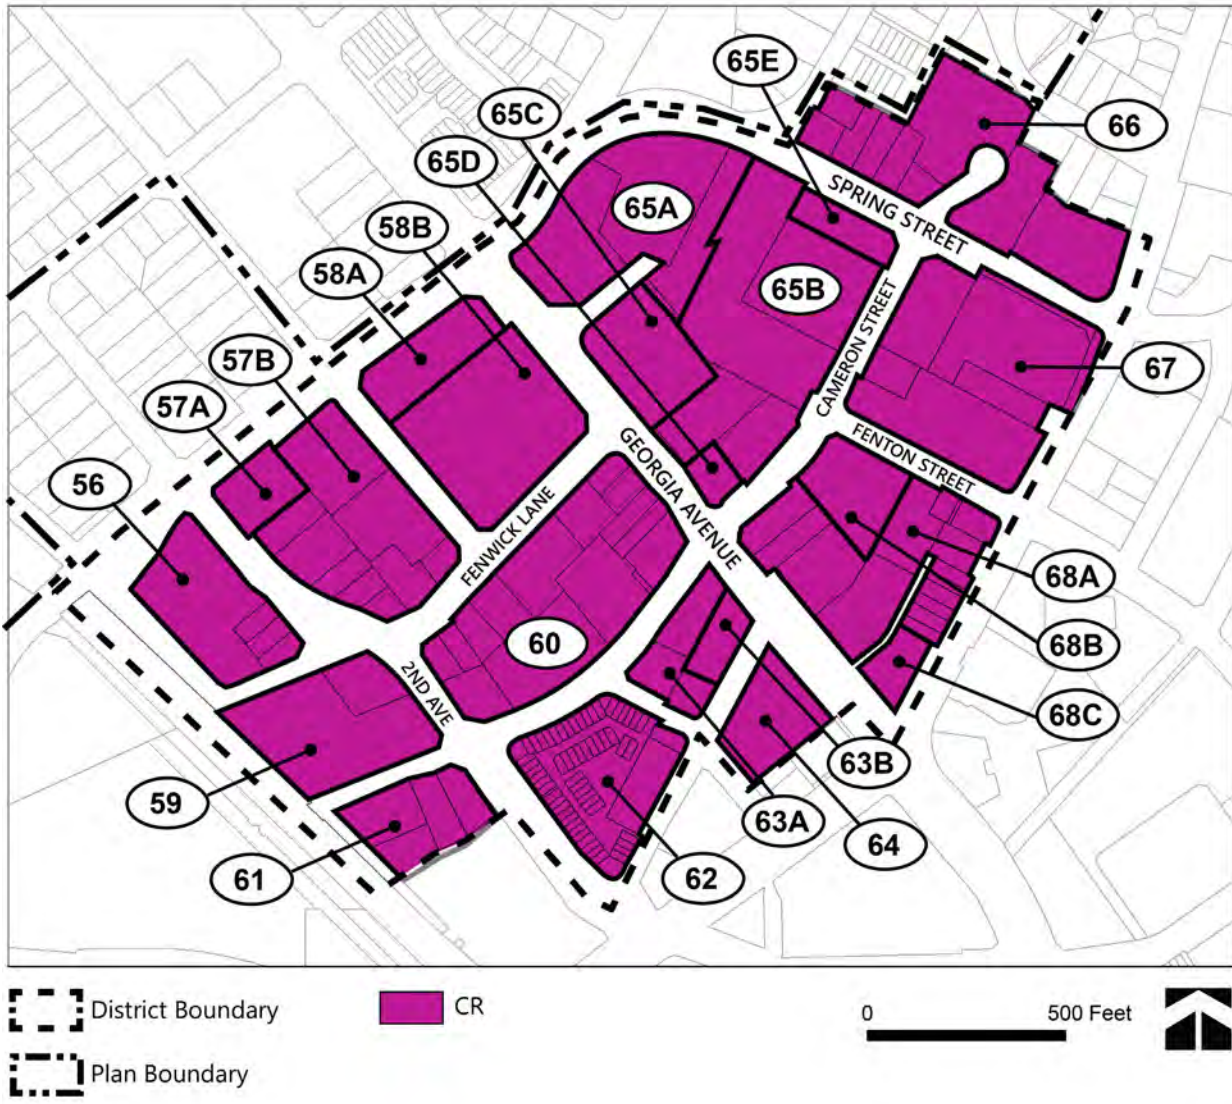 65E
65C
66
65D
65A
SPRING STREET
58B
58A
65B
CAMERON STREET
57B
67
57A
GEORGIA AVENUE
FENTON STREET
56
FENWICK LANE
68A
60
68B
2ND AVE
68C
63B
59
63A
64
61
62
District Boundary
CR
0 500 Feet
Plan Boundary